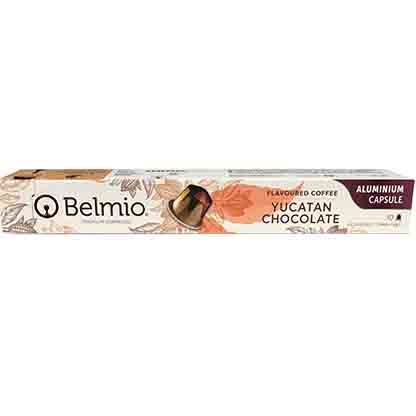 Belmio
PREMIUM ESPRESSO
FLAVOURED COFFEE
YUCATAN
CHOCOLATE
ALUMINIUM
CAPSULE
10